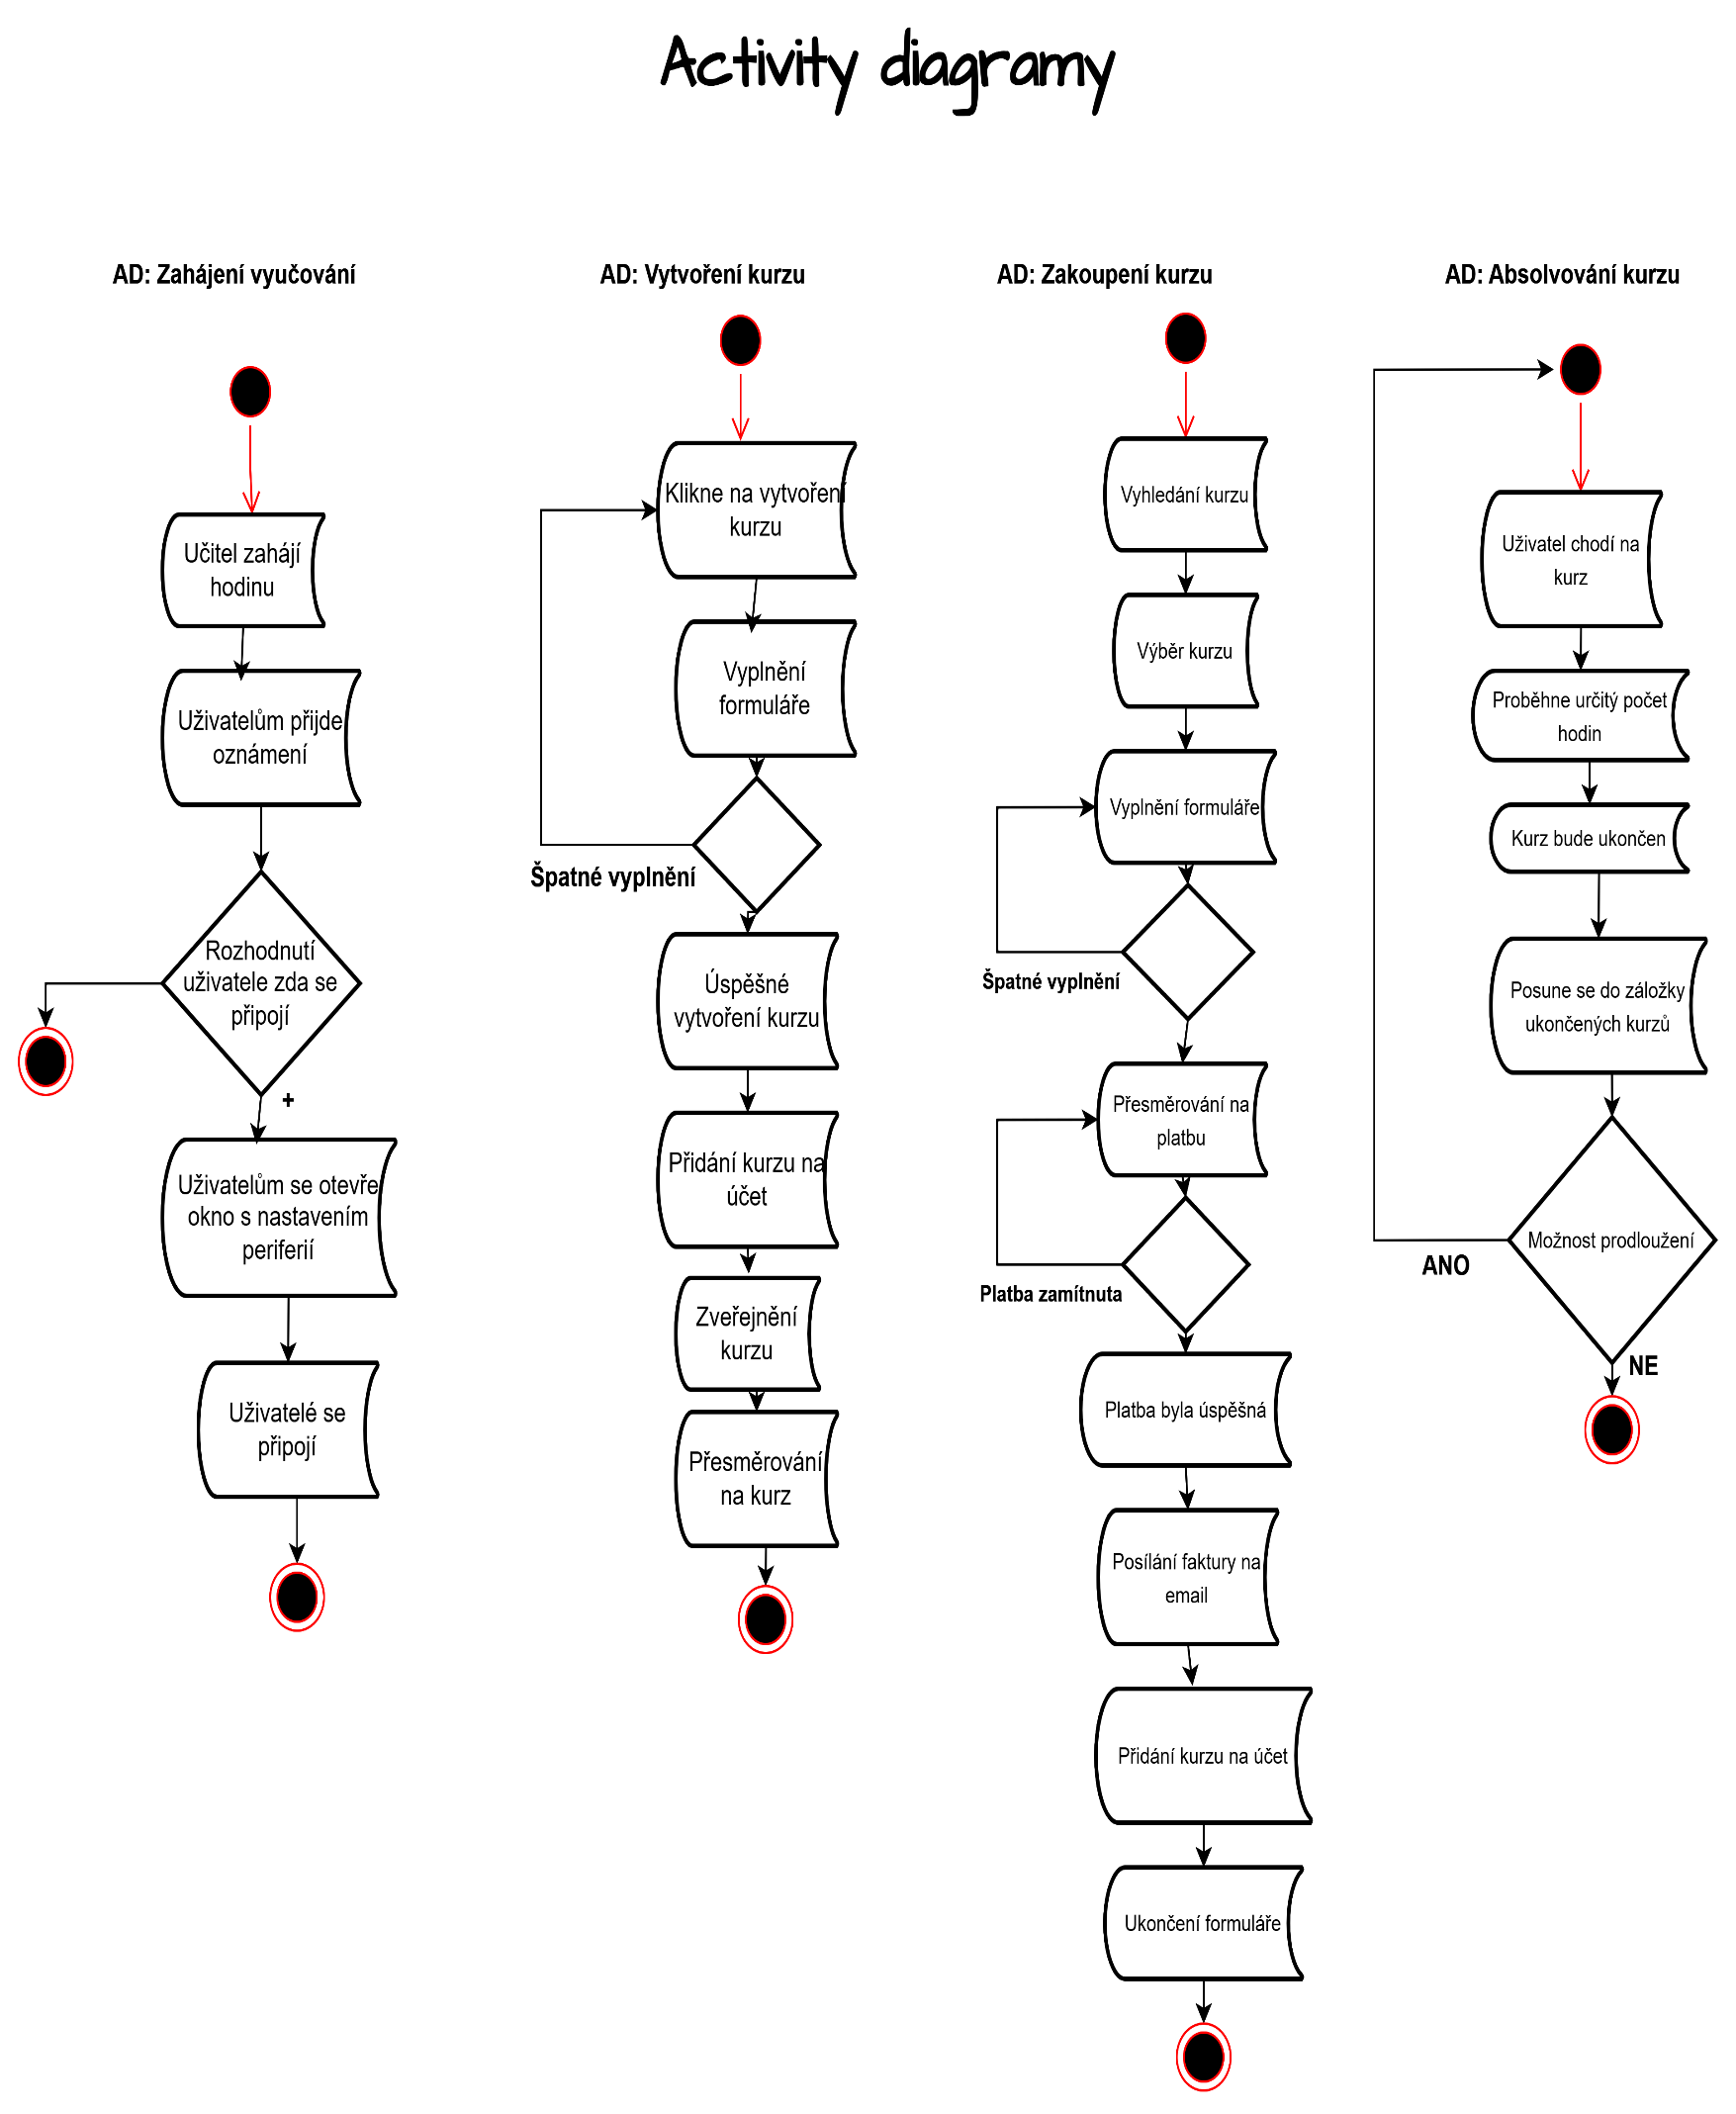 Activity diagramy
AD: Zahájení vyučování
Učitel zahájí
hodinu
Uživatelům přijde
oznámení
Rozhodnutí
uživatele zda se
připojí
+
Uživatelům se otevře
okno s nastavením
periferií
Uživatelé se
připojí
AD: Vytvoření kurzu
Klikne na vytvoření
kurzu
Vyplnění
formuláře
Špatné vyplnění
Úspěšné
vytvoření kurzu
Přidání kurzu na
účet
Zveřejnění
kurzu
Přesměrování
na kurz
AD: Zakoupení kurzu
Vyhledání kurzu
Výběr kurzu
Vyplnění formuláře
Špatné vyplnění
Přesměrování na
platbu
Platba zamítnuta
Platba byla úspěšná
Posílání faktury na
email
Přidání kurzu na účet
Ukončení formuláře
AD: Absolvování kurzu
Uživatel chodí na
kurz
Proběhne určitý počet
hodin
Kurz bude ukončen
Posune se do záložky
ukončených kurzů
Možnost prodloužení
ANO
NE